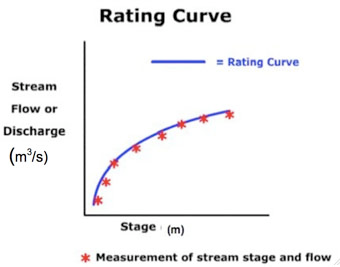 Rating Curve
= Rating Curve
Stream
Flow or
Discharge
(m³/s)
Stage (m)
* Measurement of stream stage and flow